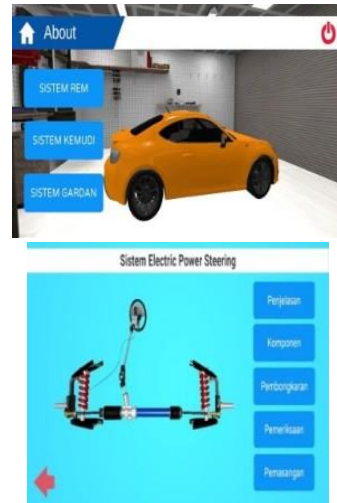 About
SISTEM REM
SISTEM KEMUDI
SISTEM GARDAN
Sistem Electric Power Steering
Penjelasan
Komponen
Pembongkaran
Pemeriksaan
Pemasangan